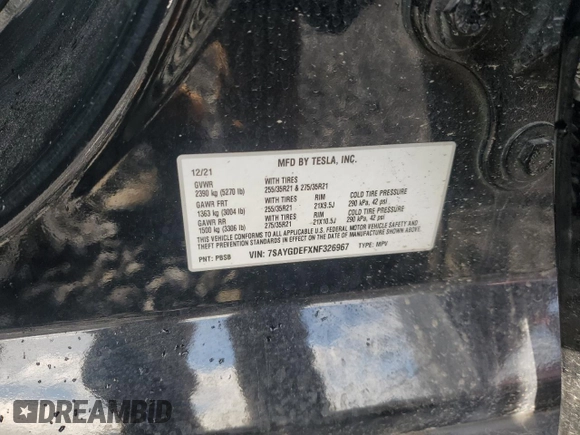 MFD BY TESLA, INC.
12/21
GVWR WITH TIRES
2390 kg (5270 lb) 255/35R21 & 275/35R21
GAWR FRT WITH TIRES RIM COLD TIRE PRESSURE
1363 kg (3004 lb) 255/35R21 21X9.5J 290 kPa, 42 psi
GAWR RR WITH TIRES RIM COLD TIRE PRESSURE
1500 kg (3306 lb) 275/35R21 21X10.5J 290 kPa, 42 psi
THIS VEHICLE CONFORMS TO ALL APPLICABLE U.S. FEDERAL MOTOR VEHICLE SAFETY AND
THEFT PREVENTION STANDARDS IN EFFECT ON THE DATE OF MANUFACTURE SHOWN ABOVE.
PNT: PBSB VIN: 7SAYGDEFXNF326967 TYPE: MPV
DREAMBID